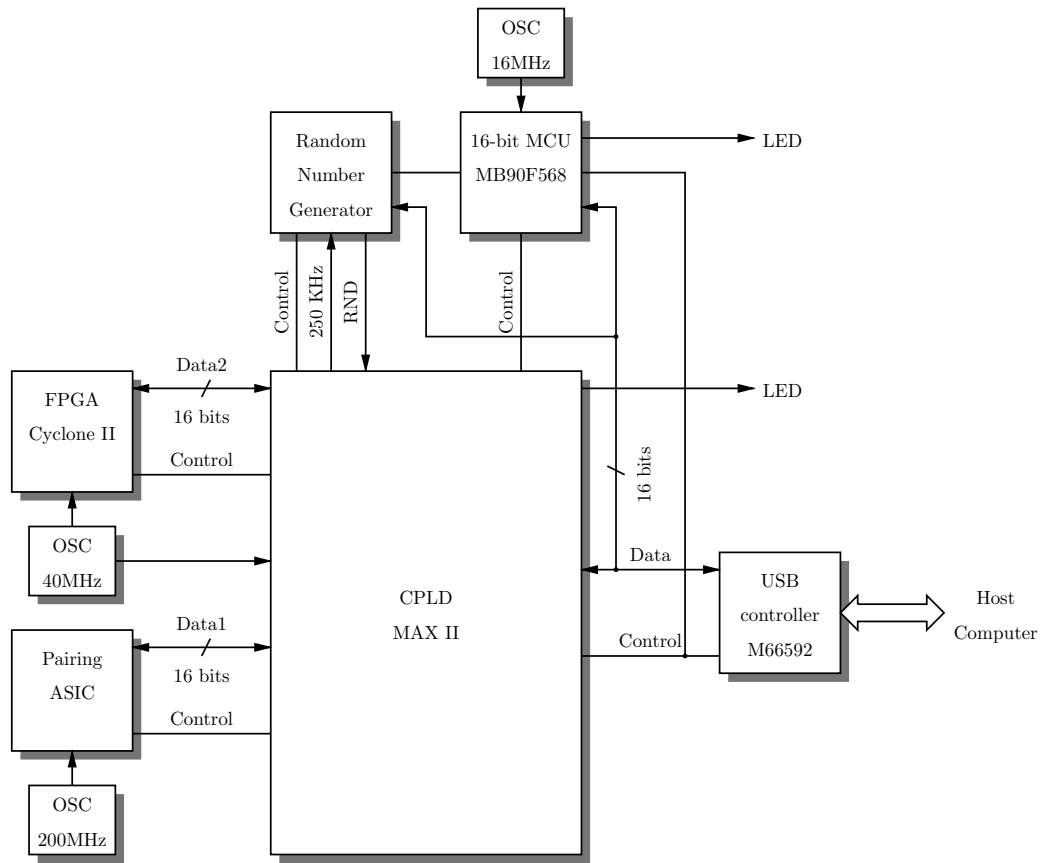 OSC
16MHz
Random
Number
Generator
16-bit MCU
MB90F568
LED
Control
250 KHz
RND
Control
Data2
16 bits
FPGA
Cyclone II
Control
LED
16 bits
OSC
40MHz
CPLD
MAX II
Data
USB
controller
M66592
Host
Computer
Data1
16 bits
Pairing
ASIC
Control
Control
OSC
200MHz